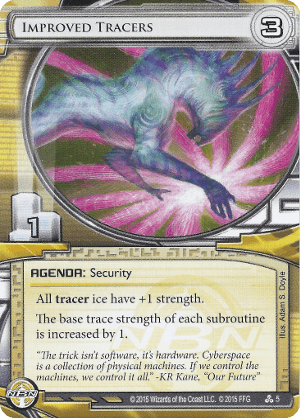 IMPROVED TRACERS
3
1
AGENDA: Security
All tracer ice have +1 strength.
The base trace strength of each subroutine
is increased by 1.
"The trick isn't software, it's hardware. Cyberspace
is a collection of physical machines. If we control the
machines, we control it all." -KR Kane, "Our Future"
Illus. Adam S. Doyle
NBN
©2015 Wizards of the Coast LLC. © 2015 FFG
5